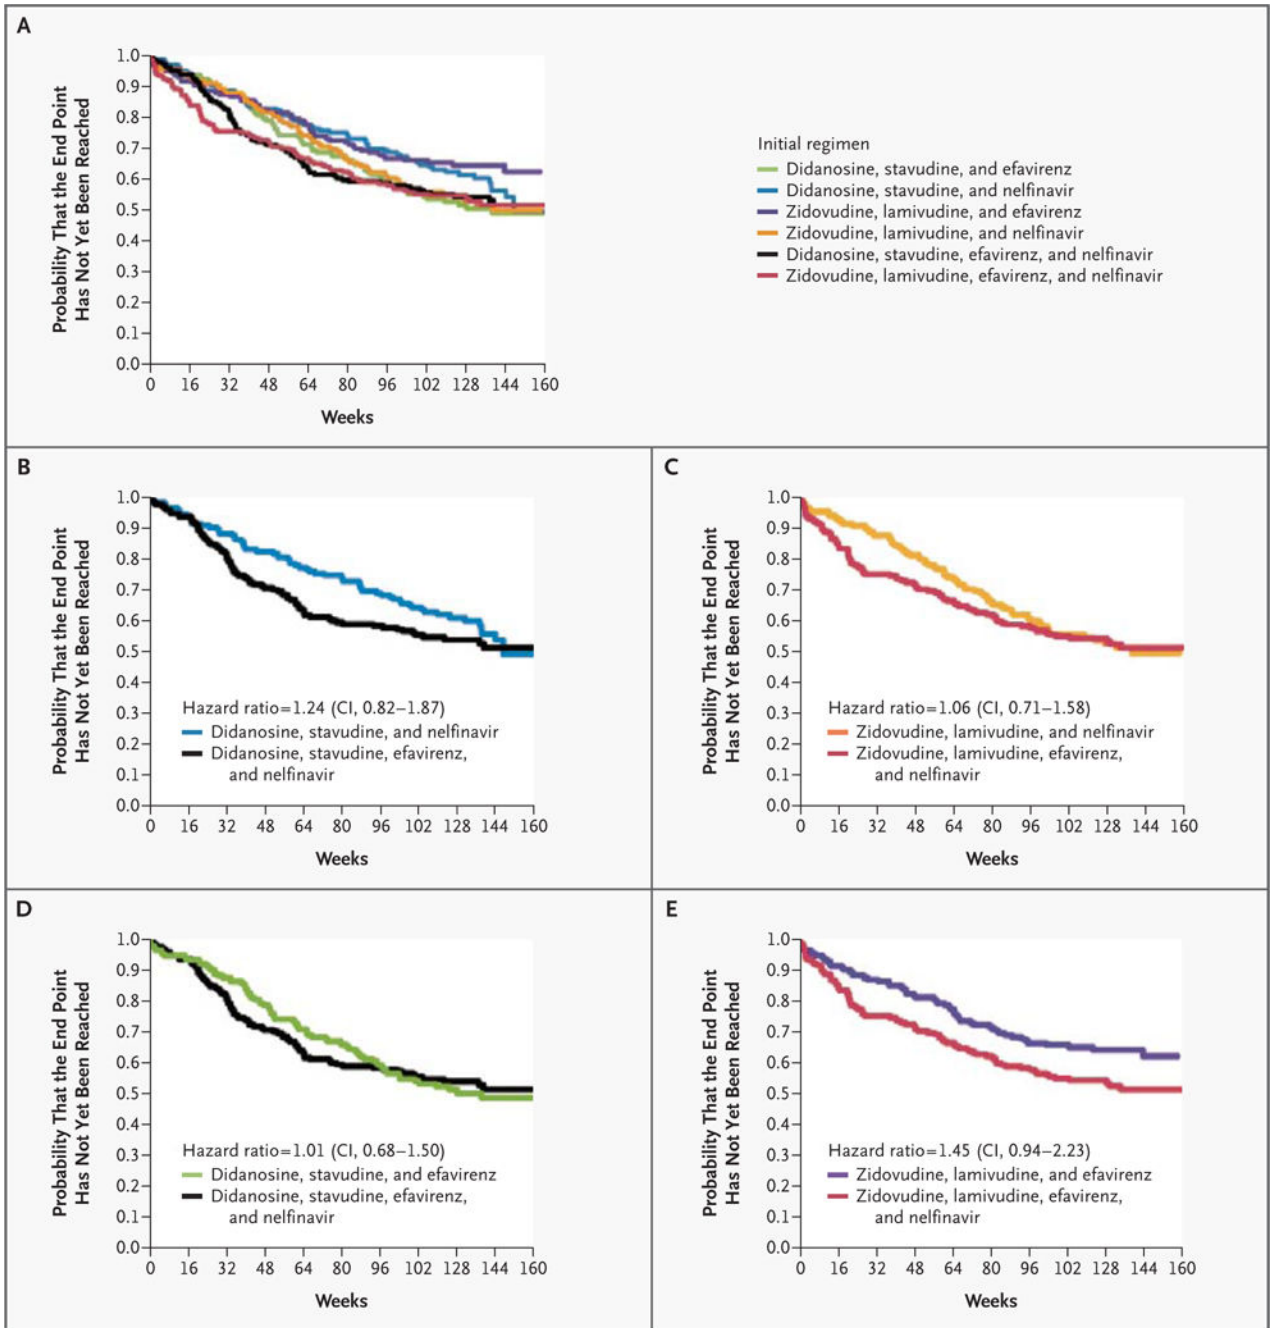 A
Probability That the End Point
Has Not Yet Been Reached
1.0
0.9
0.8
0.7
0.6
0.5
0.4
0.3
0.2
0.1
0.0
0 16 32 48 64 80 96 102 128 144 160
Weeks
Initial regimen
Didanosine, stavudine, and efavirenz
Didanosine, stavudine, and nelfinavir
Zidovudine, lamivudine, and efavirenz
Zidovudine, lamivudine, and nelfinavir
Didanosine, stavudine, efavirenz, and nelfinavir
Zidovudine, lamivudine, efavirenz, and nelfinavir
B
Probability That the End Point
Has Not Yet Been Reached
1.0
0.9
0.8
0.7
0.6
0.5
0.4
0.3
0.2
0.1
0.0
Hazard ratio=1.24 (CI, 0.82–1.87)
Didanosine, stavudine, and nelfinavir
Didanosine, stavudine, efavirenz,
and nelfinavir
0 16 32 48 64 80 96 102 128 144 160
Weeks
C
Probability That the End Point
Has Not Yet Been Reached
1.0
0.9
0.8
0.7
0.6
0.5
0.4
0.3
0.2
0.1
0.0
Hazard ratio=1.06 (CI, 0.71–1.58)
Zidovudine, lamivudine, and nelfinavir
Zidovudine, lamivudine, efavirenz,
and nelfinavir
0 16 32 48 64 80 96 102 128 144 160
Weeks
D
Probability That the End Point
Has Not Yet Been Reached
1.0
0.9
0.8
0.7
0.6
0.5
0.4
0.3
0.2
0.1
0.0
Hazard ratio=1.01 (CI, 0.68–1.50)
Didanosine, stavudine, and efavirenz
Didanosine, stavudine, efavirenz,
and nelfinavir
0 16 32 48 64 80 96 102 128 144 160
Weeks
E
Probability That the End Point
Has Not Yet Been Reached
1.0
0.9
0.8
0.7
0.6
0.5
0.4
0.3
0.2
0.1
0.0
Hazard ratio=1.45 (CI, 0.94–2.23)
Zidovudine, lamivudine, and efavirenz
Zidovudine, lamivudine, efavirenz,
and nelfinavir
0 16 32 48 64 80 96 102 128 144 160
Weeks